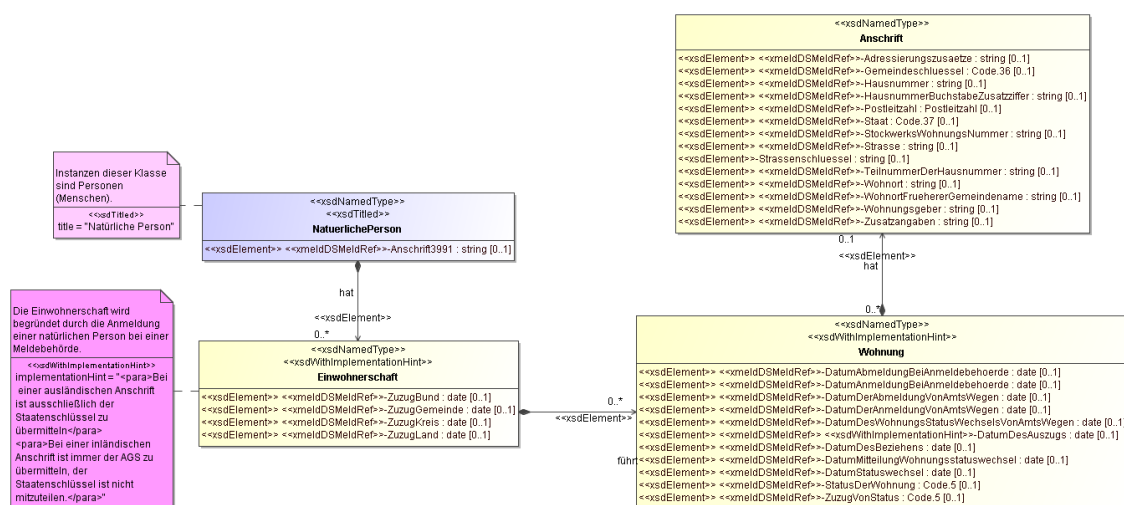 <<xsdNamedType>>
Anschrift
<<xsdElement>> <<xmeldDSMeldRef>>-Adressierungszusaetze : string [0..1]
<<xsdElement>> <<xmeldDSMeldRef>>-Gemeindeschluessel : Code.36 [0..1]
<<xsdElement>> <<xmeldDSMeldRef>>-Hausnummer : string [0..1]
<<xsdElement>> <<xmeldDSMeldRef>>-HausnummerBuchstabeZusatzziffer : string [0..1]
<<xsdElement>> <<xmeldDSMeldRef>>-Postleitzahl : Postleitzahl [0..1]
<<xsdElement>> <<xmeldDSMeldRef>>-Staat : Code.37 [0..1]
<<xsdElement>> <<xmeldDSMeldRef>>-StockwerksWohnungsNummer : string [0..1]
<<xsdElement>> <<xmeldDSMeldRef>>-Strasse : string [0..1]
<<xsdElement>>-Strassenschluessel : string [0..1]
<<xsdElement>> <<xmeldDSMeldRef>>-TeilnummerDerHausnummer : string [0..1]
<<xsdElement>> <<xmeldDSMeldRef>>-Wohnort : string [0..1]
<<xsdElement>> <<xmeldDSMeldRef>>-WohnortFruehererGemeindename : string [0..1]
<<xsdElement>> <<xmeldDSMeldRef>>-Wohnungsgeber : string [0..1]
<<xsdElement>> <<xmeldDSMeldRef>>-Zusatzangaben : string [0..1]
Instanzen dieser Klasse
sind Personen
(Menschen).
<<xsdTitled>>
title = "Natürliche Person"
<<xsdNamedType>>
<<xsdTitled>>
NatuerlichePerson
<<xsdElement>> <<xmeldDSMeldRef>>-Anschrift3991 : string [0..1]
0..1
<<xsdElement>>
hat
0..*
hat
<<xsdElement>>
0..*
Die Einwohnerschaft wird
begründet durch die Anmeldung
einer natürlichen Person bei einer
Meldebehörde.
<<xsdWithImplementationHint>>
implementationHint = "<para>Bei
einer ausländischen Anschrift
ist ausschließlich der
Staatenschlüssel zu
übermitteln</para>
<para>Bei einer inländischen
Anschrift ist immer der AGS zu
übermitteln, der
Staatenschlüssel ist nicht
mitzuteilen.</para>"
<<xsdNamedType>>
<<xsdWithImplementationHint>>
Einwohnerschaft
<<xsdElement>> <<xmeldDSMeldRef>>-ZuzugBund : date [0..1]
<<xsdElement>> <<xmeldDSMeldRef>>-ZuzugGemeinde : date [0..1]
<<xsdElement>> <<xmeldDSMeldRef>>-ZuzugKreis : date [0..1]
<<xsdElement>> <<xmeldDSMeldRef>>-ZuzugLand : date [0..1]
0..*
<<xsdElement>>
führt
<<xsdNamedType>>
<<xsdWithImplementationHint>>
Wohnung
<<xsdElement>> <<xmeldDSMeldRef>>-DatumAbmeldungBeiAnmeldebehoerde : date [0..1]
<<xsdElement>> <<xmeldDSMeldRef>>-DatumAnmeldungBeiAnmeldebehoerde : date [0..1]
<<xsdElement>> <<xmeldDSMeldRef>>-DatumDerAbmeldungVonAmtsWegen : date [0..1]
<<xsdElement>> <<xmeldDSMeldRef>>-DatumDerAnmeldungVonAmtsWegen : date [0..1]
<<xsdElement>> <<xmeldDSMeldRef>>-DatumDesWohnungsStatusWechselsVonAmtsWegen : date [0..1]
<<xsdElement>> <<xmeldDSMeldRef>> <<xsdWithImplementationHint>>-DatumDesAuszugs : date [0..1]
<<xsdElement>> <<xmeldDSMeldRef>>-DatumDesBeziehens : date [0..1]
<<xsdElement>> <<xmeldDSMeldRef>>-DatumMitteilungWohnungsstatuswechsel : date [0..1]
<<xsdElement>> <<xmeldDSMeldRef>>-DatumStatuswechsel : date [0..1]
<<xsdElement>> <<xmeldDSMeldRef>>-StatusDerWohnung : Code.5 [0..1]
<<xsdElement>> <<xmeldDSMeldRef>>-ZuzugVonStatus : Code.5 [0..1]